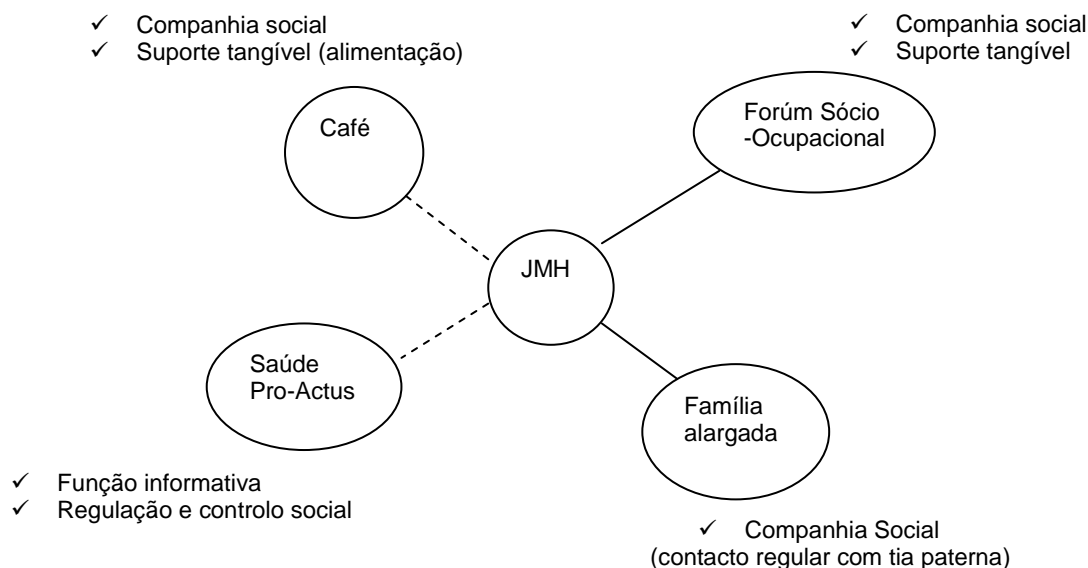 ✓ Companhia social
✓ Suporte tangível (alimentação)
✓ Companhia social
✓ Suporte tangível
Café
Forúm Sócio
-Ocupacional
JMH
Saúde
Pro-Actus
Família
alargada
✓ Função informativa
✓ Regulação e controlo social
✓ Companhia Social
(contacto regular com tia paterna)